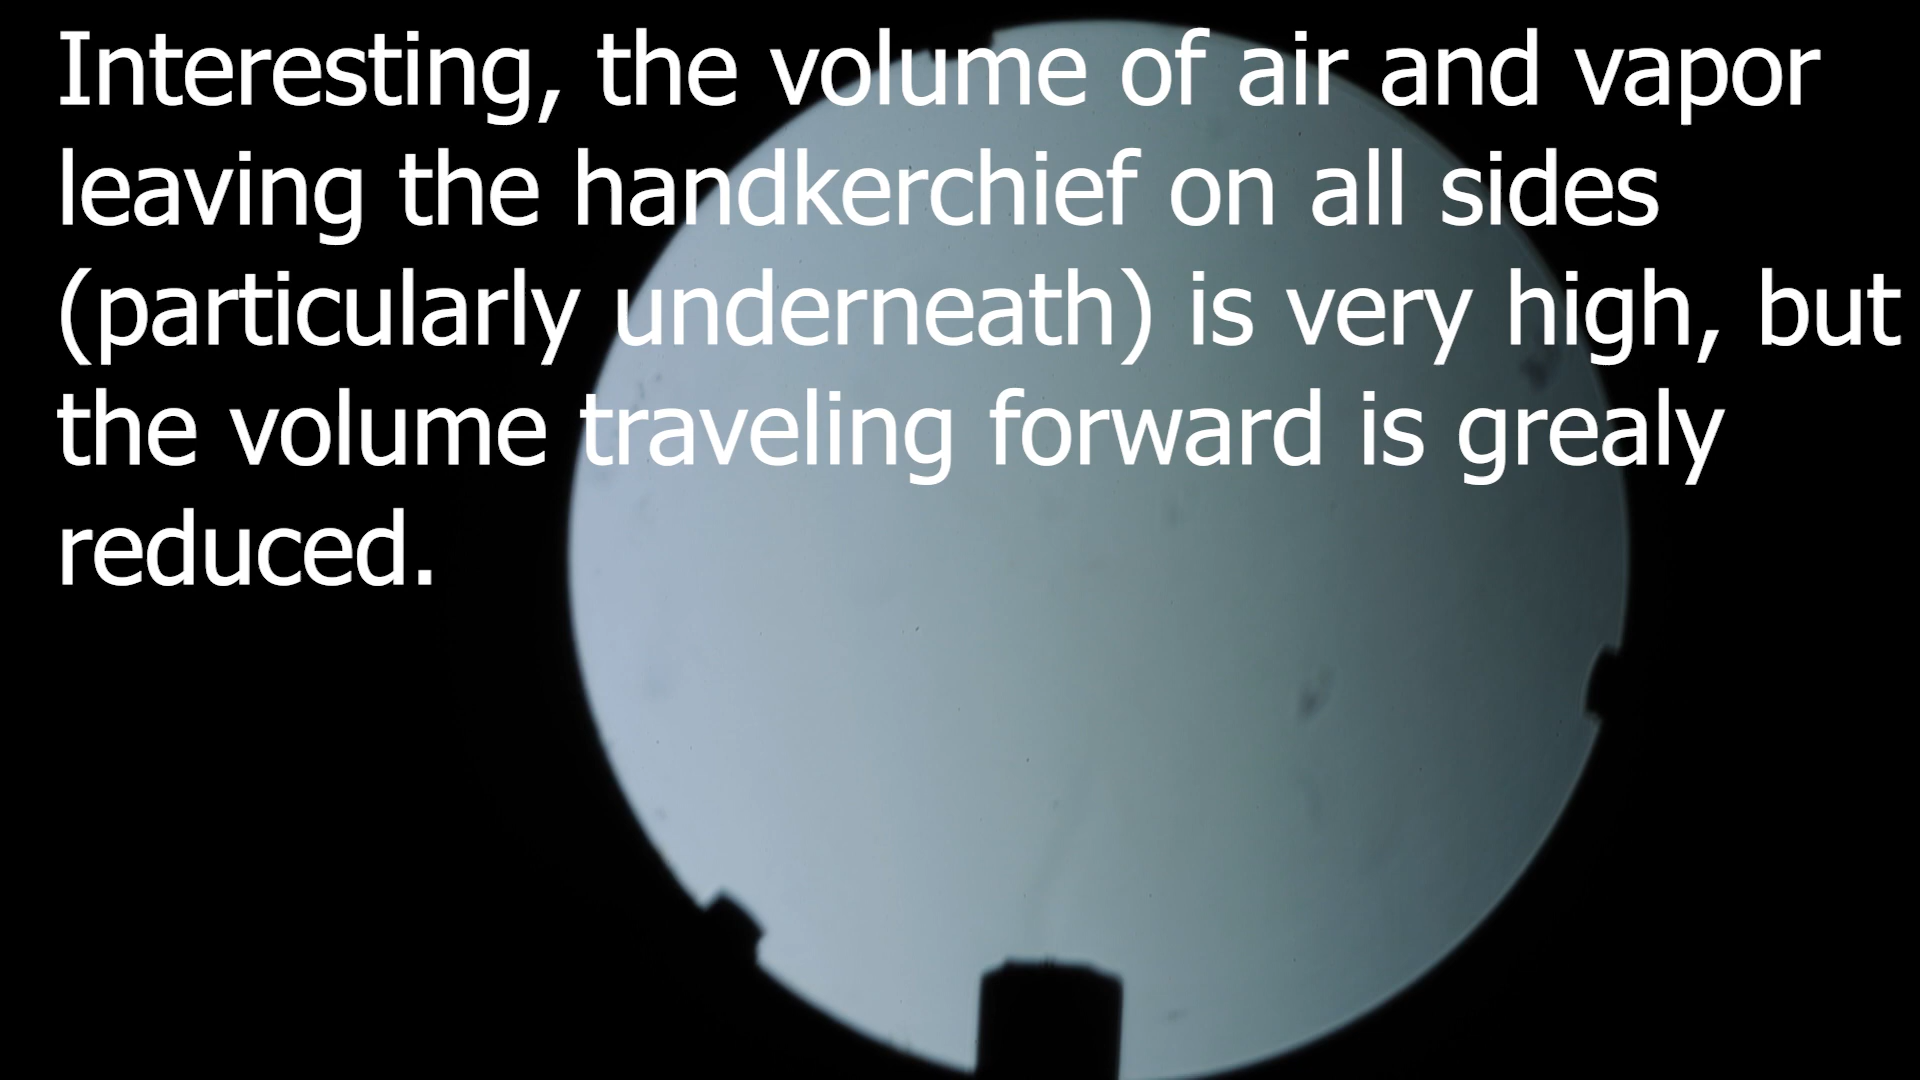 Interesting, the volume of air and vapor
leaving the handkerchief on all sides
(particularly underneath) is very high, but
the volume traveling forward is grealy
reduced.